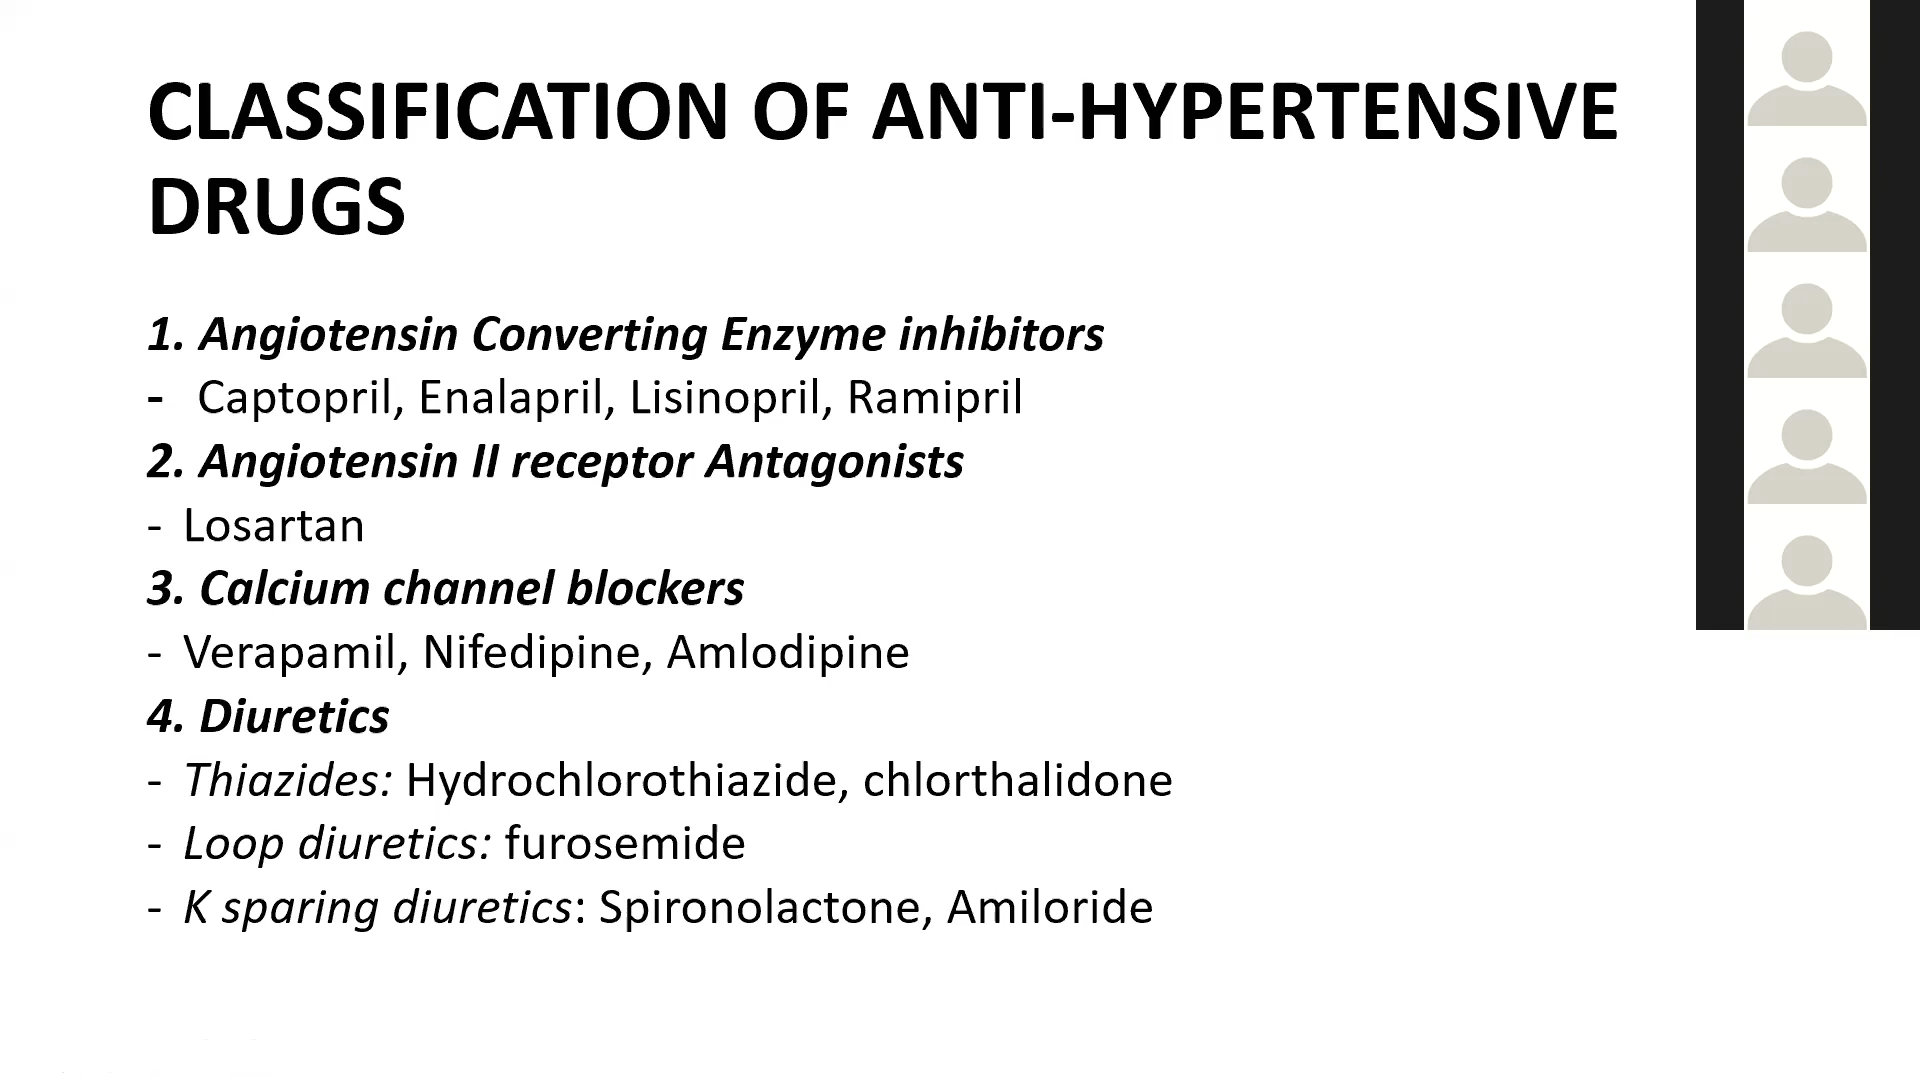 CLASSIFICATION OF ANTI-HYPERTENSIVE
DRUGS
1. Angiotensin Converting Enzyme inhibitors
- Captopril, Enalapril, Lisinopril, Ramipril
2. Angiotensin II receptor Antagonists
- Losartan
3. Calcium channel blockers
- Verapamil, Nifedipine, Amlodipine
4. Diuretics
- Thiazides: Hydrochlorothiazide, chlorthalidone
- Loop diuretics: furosemide
- K sparing diuretics: Spironolactone, Amiloride